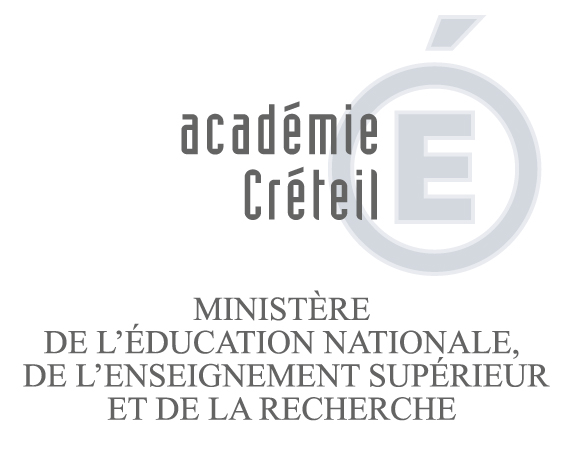 académie
Créteil
É
MINISTÈRE
DE L’ÉDUCATION NATIONALE,
DE L’ENSEIGNEMENT SUPÉRIEUR
ET DE LA RECHERCHE